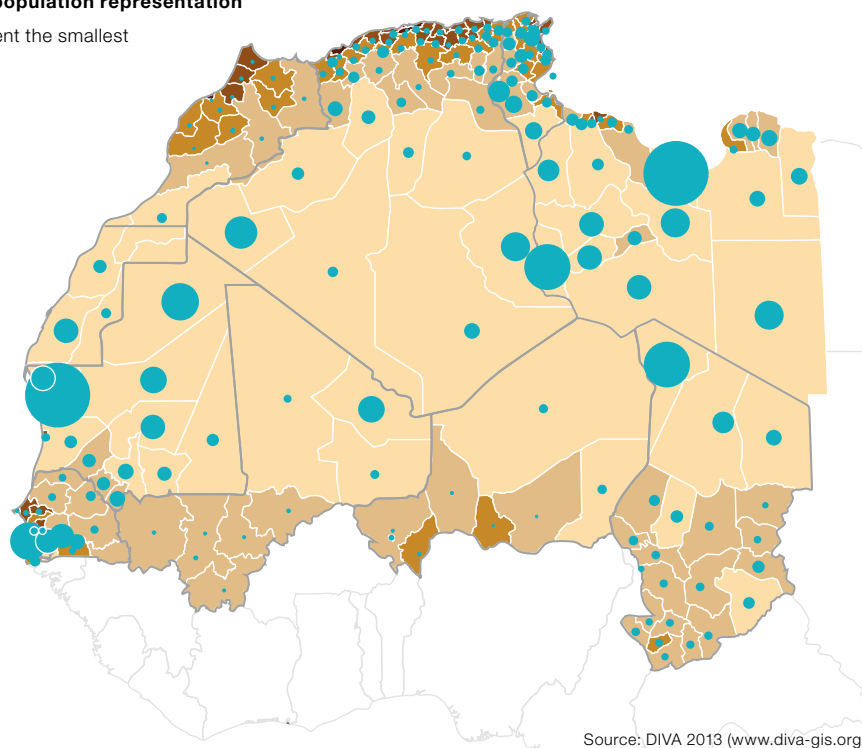 population representation
ent the smallest
Source: DIVA 2013 (www.diva-gis.org